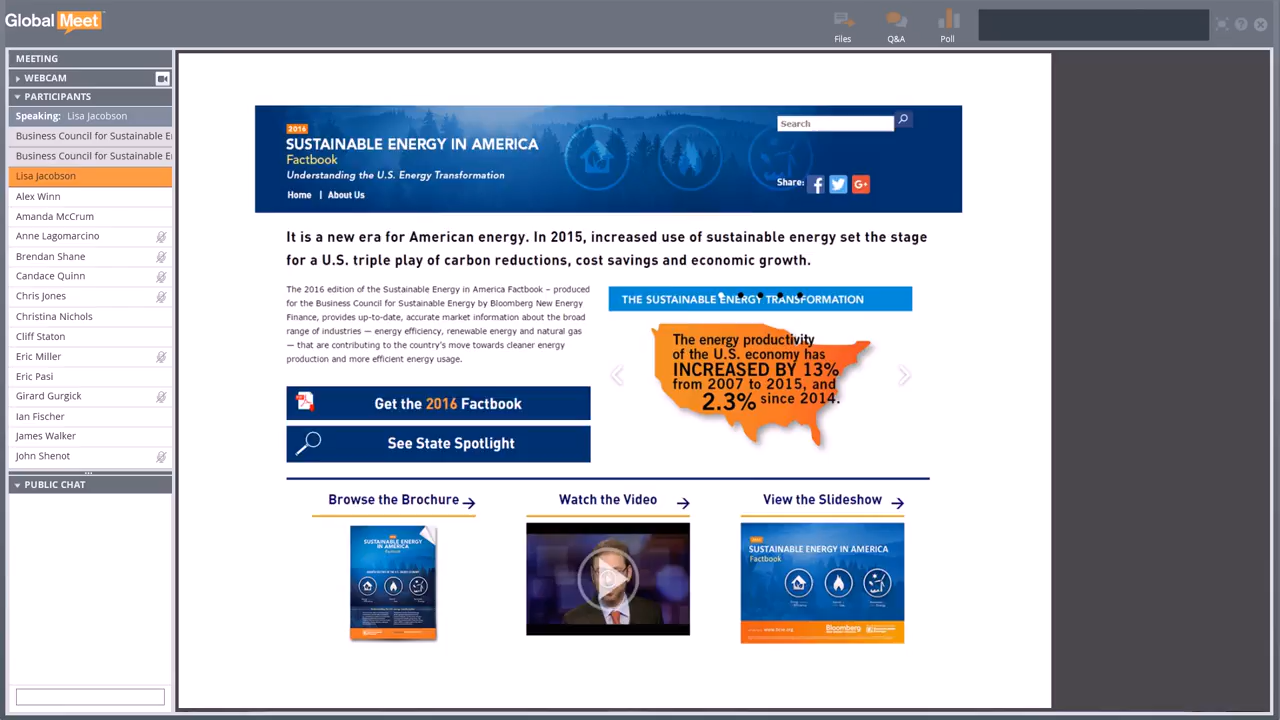 Global Meet
Files
Q&A
Poll
MEETING
WEBCAM
PARTICIPANTS
Speaking: Lisa Jacobson
Business Council for Sustainable E
Business Council for Sustainable E
Lisa Jacobson
Alex Winn
Amanda McCrum
Anne Lagomarcino
Brendan Shane
Candace Quinn
Chris Jones
Christina Nichols
Cliff Staton
Eric Miller
Eric Pasi
Girard Gurgick
Ian Fischer
James Walker
John Shenot
PUBLIC CHAT
2016
SUSTAINABLE ENERGY IN AMERICA
Factbook
Understanding the U.S. Energy Transformation
Home | About Us
Search
Share:
It is a new era for American energy. In 2015, increased use of sustainable energy set the stage
for a U.S. triple play of carbon reductions, cost savings and economic growth.
The 2016 edition of the Sustainable Energy in America Factbook – produced
for the Business Council for Sustainable Energy by Bloomberg New Energy
Finance, provides up-to-date, accurate market information about the broad
range of industries — energy efficiency, renewable energy and natural gas
— that are contributing to the country's move towards cleaner energy
production and more efficient energy usage.
Get the 2016 Factbook
See State Spotlight
THE SUSTAINABLE ENERGY TRANSFORMATION
The energy productivity
of the U.S. economy has
INCREASED BY 13%
from 2007 to 2015, and
2.3% since 2014.
Browse the Brochure
Watch the Video
View the Slideshow
SUSTAINABLE ENERGY
IN AMERICA
SUSTAINABLE ENERGY IN AMERICA
Factbook
Bloomberg